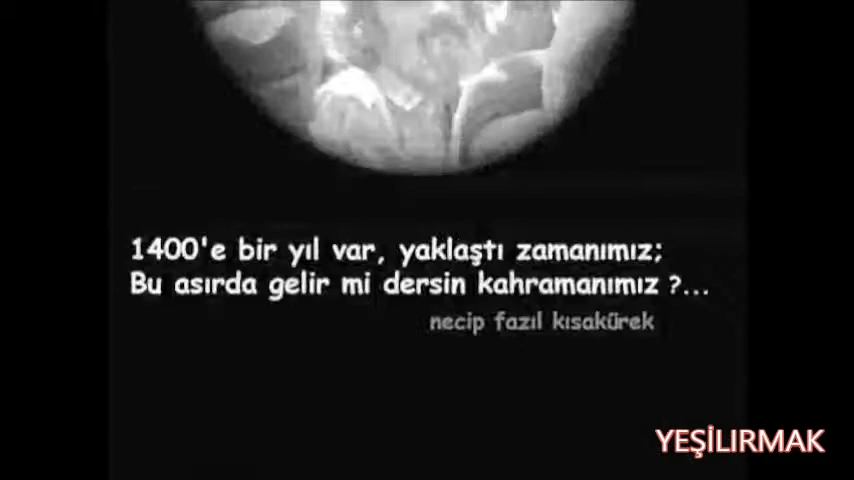 1400'e bir yıl var, yaklaştı zamanımız;
Bu asırda gelir mi dersin kahramanımız ?...
necip fazıl kısakürek
YEŞİLIRMAK